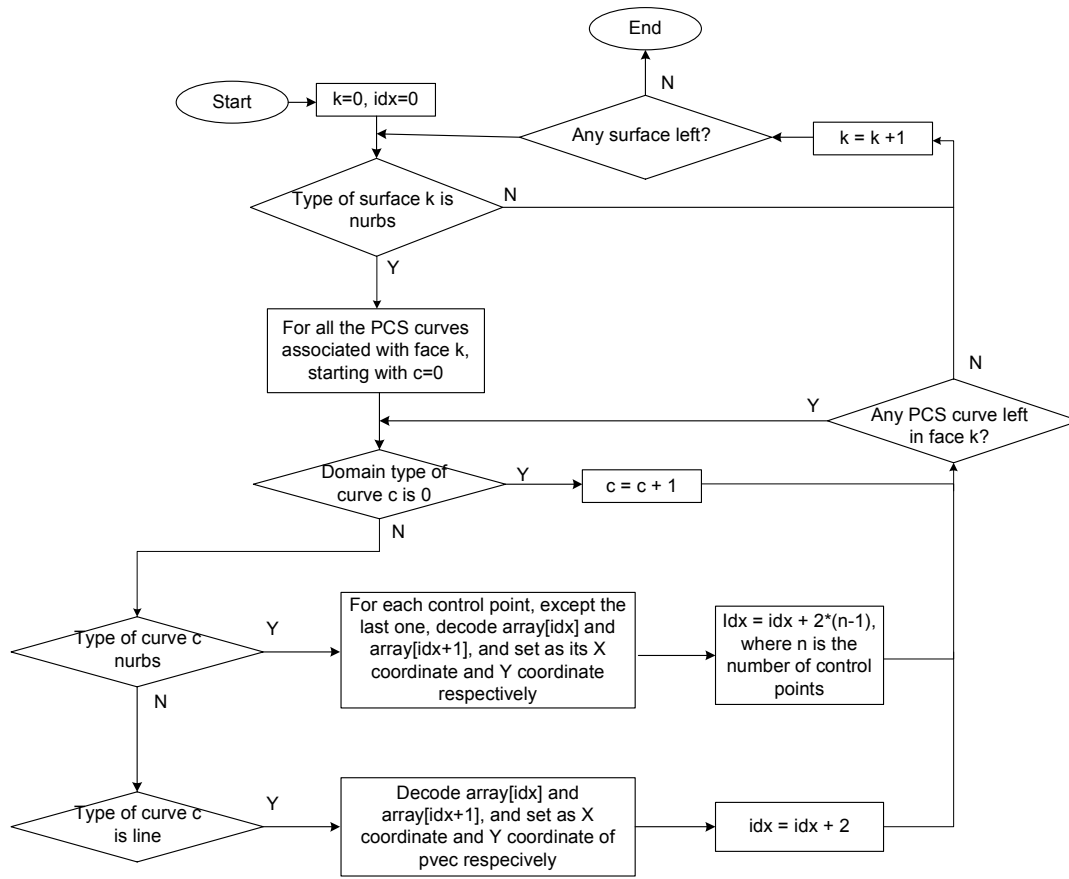 End
N
Start
k=0, idx=0
Any surface left?
k = k +1
Type of surface k is
nurbs
N
Y
For all the PCS curves
associated with face k,
starting with c=0
N
Y
Any PCS curve left
in face k?
Domain type of
curve c is 0
Y
c = c + 1
N
Type of curve c
nurbs
Y
For each control point, except the
last one, decode array[idx] and
array[idx+1], and set as its X
coordinate and Y coordinate
respectively
Idx = idx + 2*(n-1),
where n is the
number of control
points
N
Type of curve c
is line
Y
Decode array[idx] and
array[idx+1], and set as X
coordinate and Y coordinate of
pvec respecively
idx = idx + 2